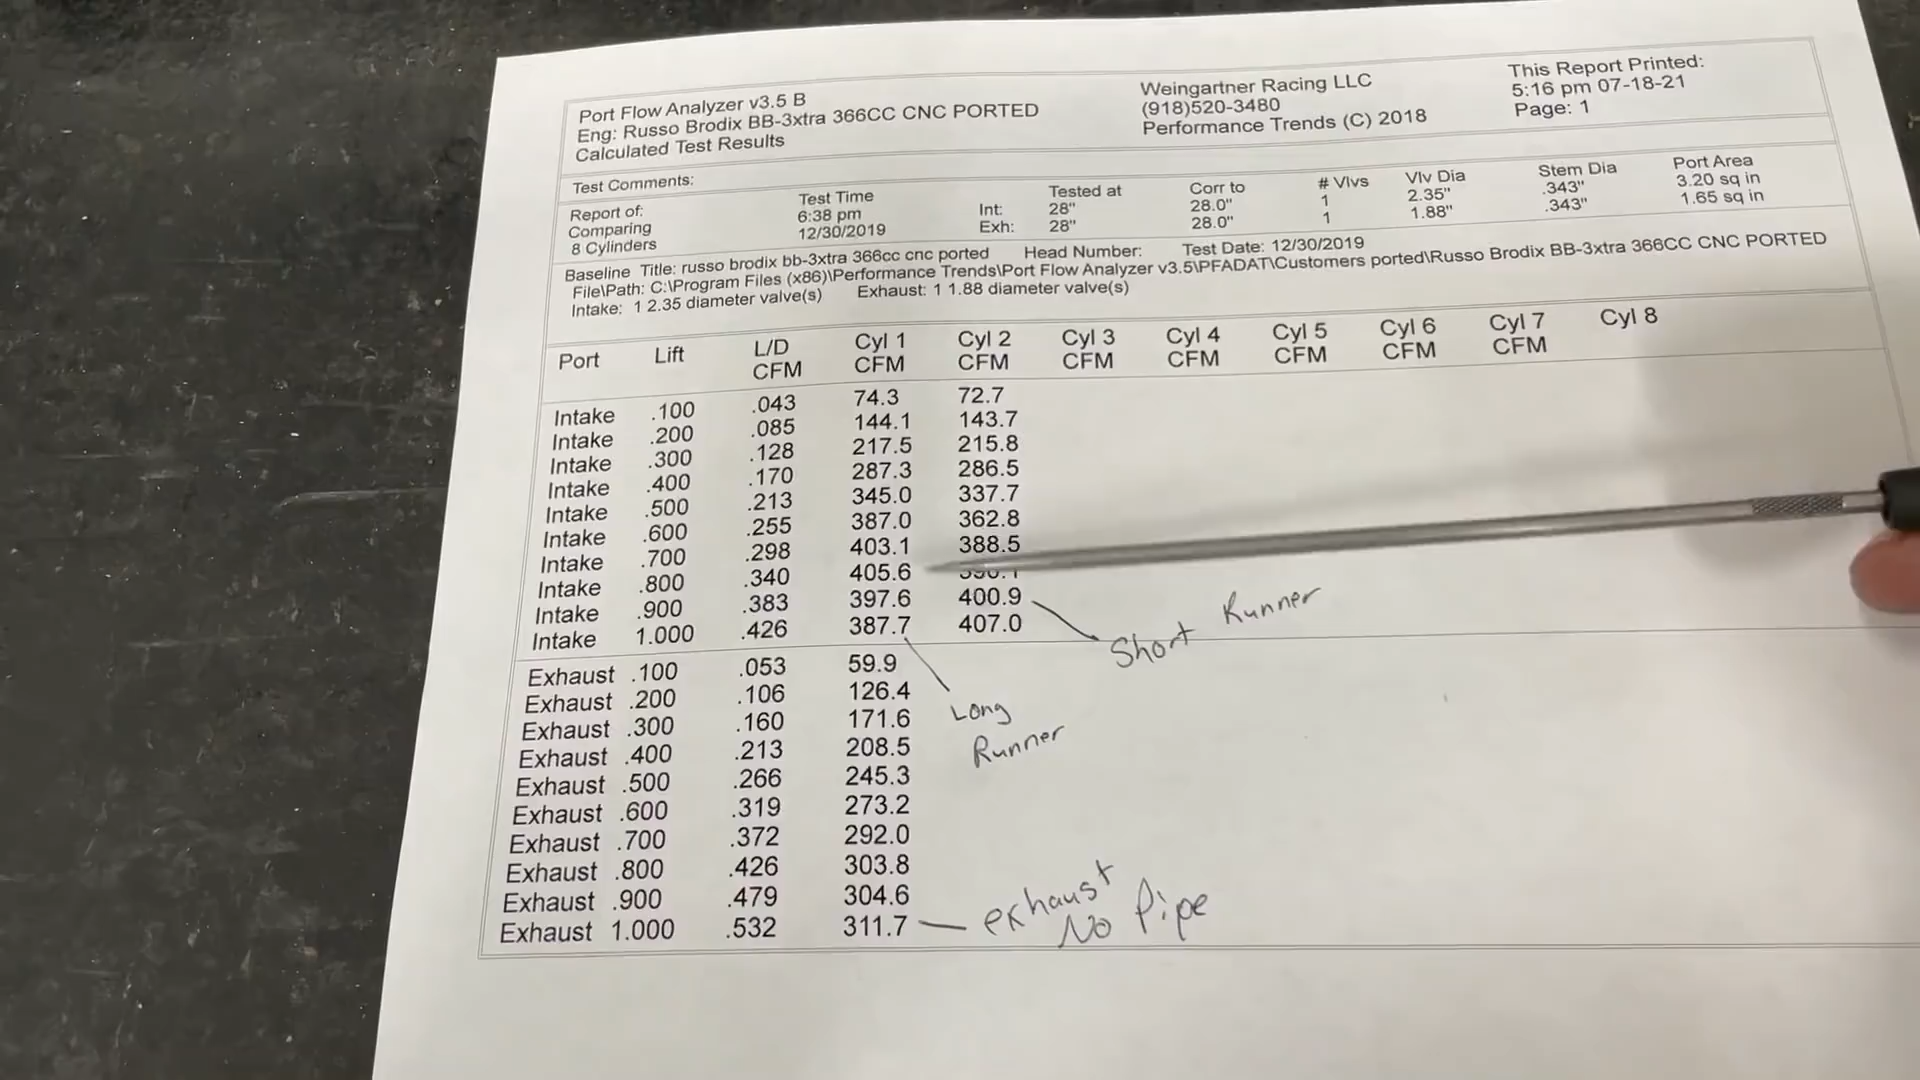 Port Flow Analyzer v3.5 B
Eng: Russo Brodix BB-3xtra 366CC CNC PORTED
Calculated Test Results
Weingartner Racing LLC
(918)520-3480
Performance Trends (C) 2018
This Report Printed:
5:16 pm 07-18-21
Page: 1
Test Comments:
Report of: Test Time Tested at Corr to # Vlvs Vlv Dia Stem Dia Port Area
Comparing 6:38 pm Int: 28" 28.0" 1 2.35" .343" 3.20 sq in
8 Cylinders 12/30/2019 Exh: 28" 28.0" 1 1.88" .343" 1.65 sq in
Baseline Title: russo brodix bb-3xtra 366cc cnc ported Head Number: Test Date: 12/30/2019
File\Path: C:\Program Files (x86)\Performance Trends\Port Flow Analyzer v3.5\PFADAT\Customers ported\Russo Brodix BB-3xtra 366CC CNC PORTED
Intake: 1 2.35 diameter valve(s) Exhaust: 1 1.88 diameter valve(s)
Port Lift L/D Cyl 1 Cyl 2 Cyl 3 Cyl 4 Cyl 5 Cyl 6 Cyl 7 Cyl 8
CFM CFM CFM CFM CFM CFM CFM CFM
Intake .100 .043 74.3 72.7
Intake .200 .085 144.1 143.7
Intake .300 .128 217.5 215.8
Intake .400 .170 287.3 286.5
Intake .500 .213 345.0 337.7
Intake .600 .255 387.0 362.8
Intake .700 .298 403.1 388.5
Intake .800 .340 405.6
Intake .900 .383 397.6 400.9
Intake 1.000 .426 387.7 407.0
Short Runner
Long
Runner
Exhaust .100 .053 59.9
Exhaust .200 .106 126.4
Exhaust .300 .160 171.6
Exhaust .400 .213 208.5
Exhaust .500 .266 245.3
Exhaust .600 .319 273.2
Exhaust .700 .372 292.0
Exhaust .800 .426 303.8
Exhaust .900 .479 304.6
Exhaust 1.000 .532 311.7
exhaust
No Pipe